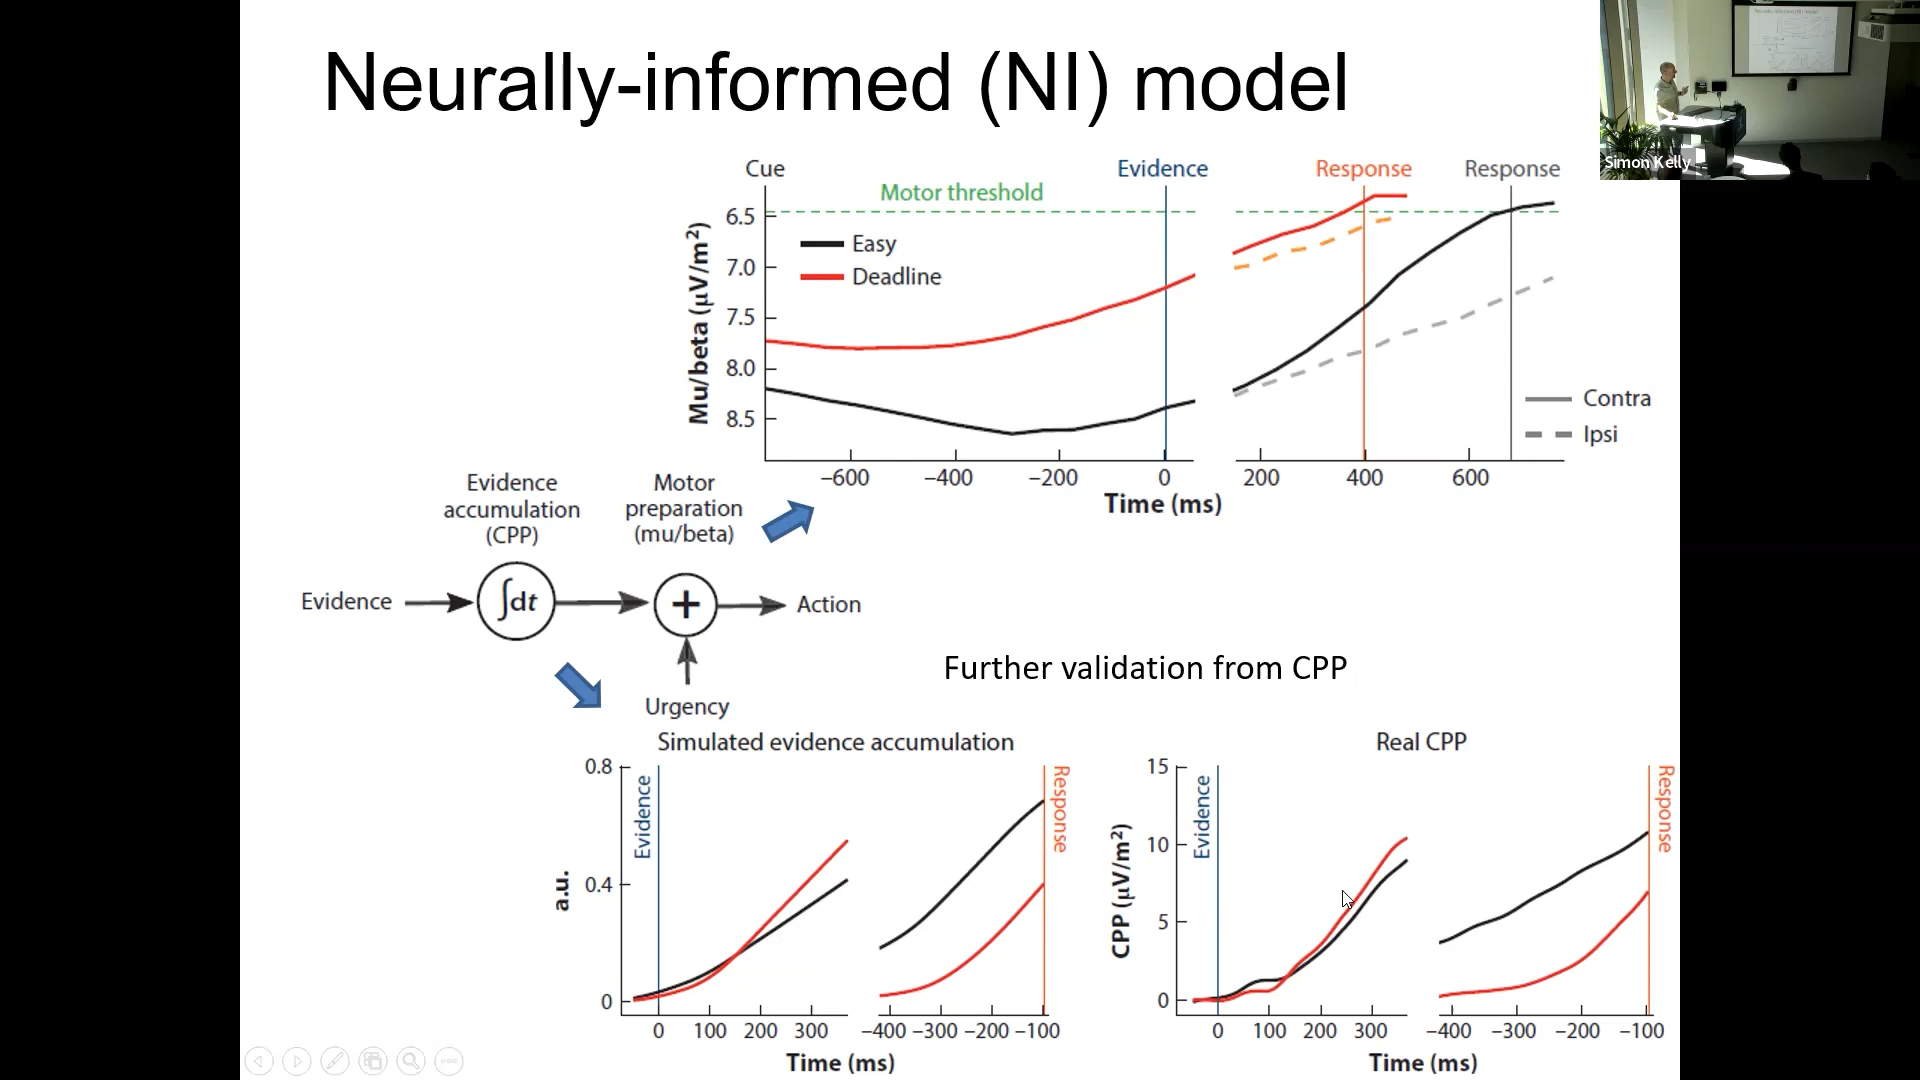 Neurally-informed (NI) model
Simon Kelly
Cue
Evidence
Response
Response
Motor threshold
Easy
Deadline
Mu/beta (µV/m²)
6.5
7.0
7.5
8.0
8.5
Contra
Ipsi
−600 −400 −200 0 200 400 600
Time (ms)
Evidence
accumulation
(CPP)
Motor
preparation
(mu/beta)
Evidence
∫dt
+
Action
Urgency
Further validation from CPP
Simulated evidence accumulation
a.u.
0.8
0.4
0
Evidence
Response
0 100 200 300 −400 −300 −200 −100
Time (ms)
Real CPP
CPP (µV/m²)
15
10
5
0
Evidence
Response
0 100 200 300 −400 −300 −200 −100
Time (ms)